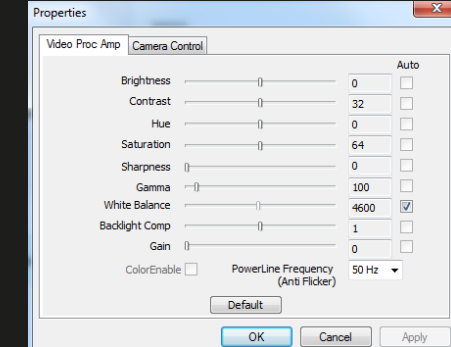 Properties
Video Proc Amp Camera Control
Auto
Brightness 0
Contrast 32
Hue 0
Saturation 64
Sharpness 0
Gamma 100
White Balance 4600
Backlight Comp 1
Gain 0
ColorEnable PowerLine Frequency 50 Hz
(Anti Flicker)
Default
OK Cancel Apply